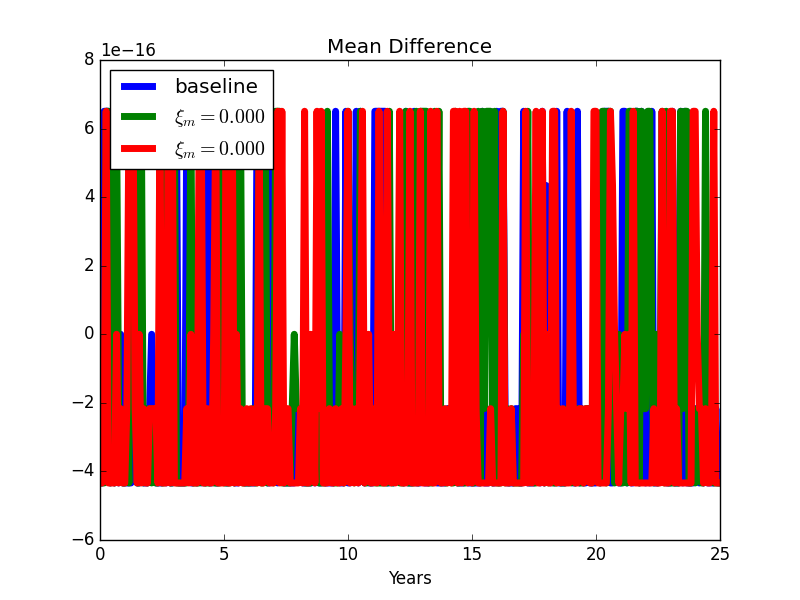 Mean Difference
1e−16
baseline
ξm = 0.000
ξm = 0.000
8
6
4
2
0
−2
−4
−6
0 5 10 15 20 25
Years